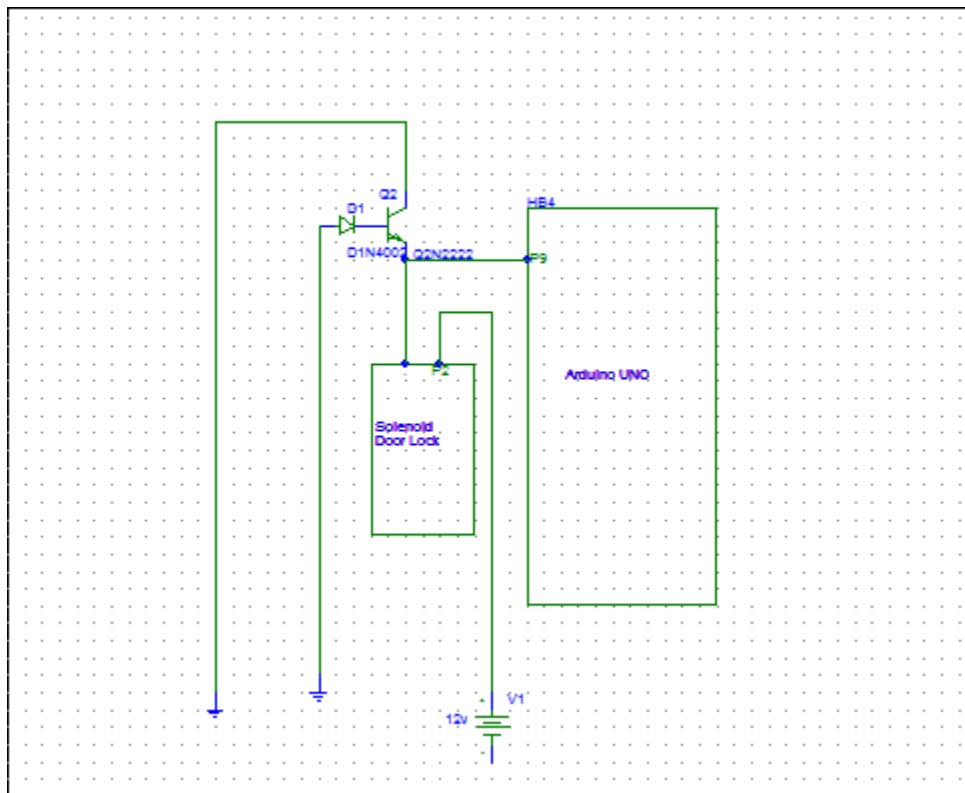 Q2
D1
HB4
D1N4002
Q2N2222
P9
P2
Arduino UNO
Solenoid
Door Lock
+
V1
12v
-